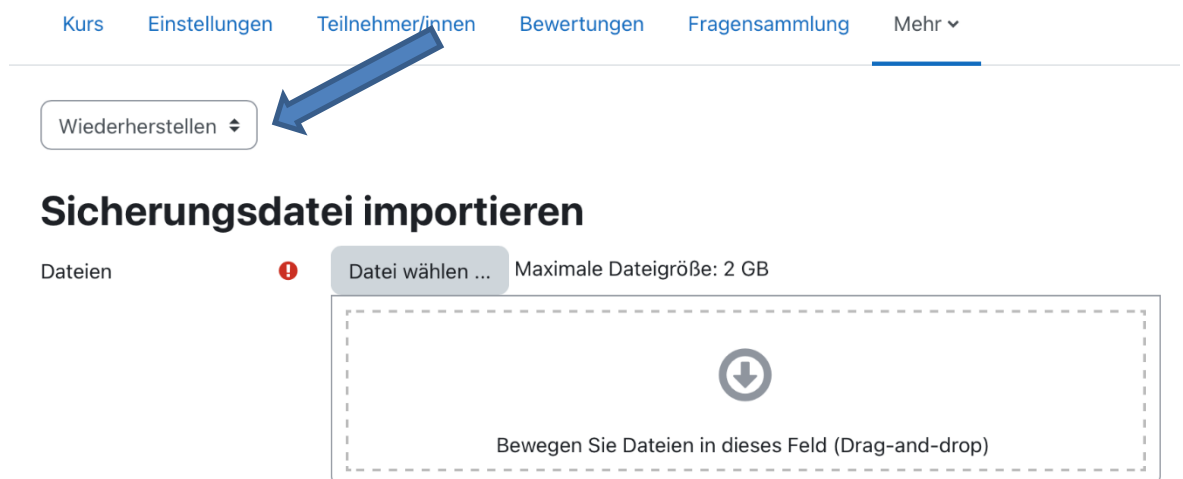 Kurs Einstellungen Teilnehmer/innen Bewertungen Fragensammlung Mehr
Wiederherstellen
Sicherungsdatei importieren
Dateien Datei wählen ... Maximale Dateigröße: 2 GB
Bewegen Sie Dateien in dieses Feld (Drag-and-drop)